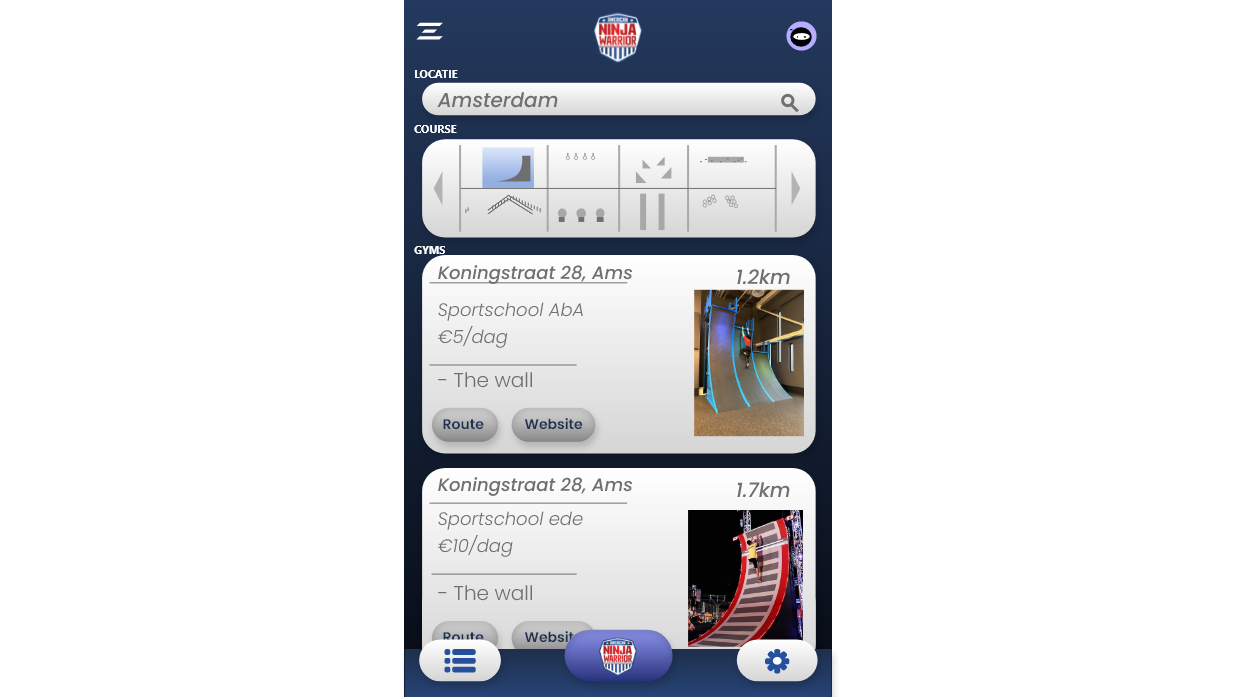 AMERICAN
NINJA
WARRIOR
LOCATIE
Amsterdam
COURSE
GYMS
Koningstraat 28, Ams
1.2km
Sportschool AbA
€5/dag
- The wall
Route Website
Koningstraat 28, Ams
1.7km
Sportschool ede
€10/dag
- The wall
Route Websit
AMERICAN
NINJA
WARRIOR